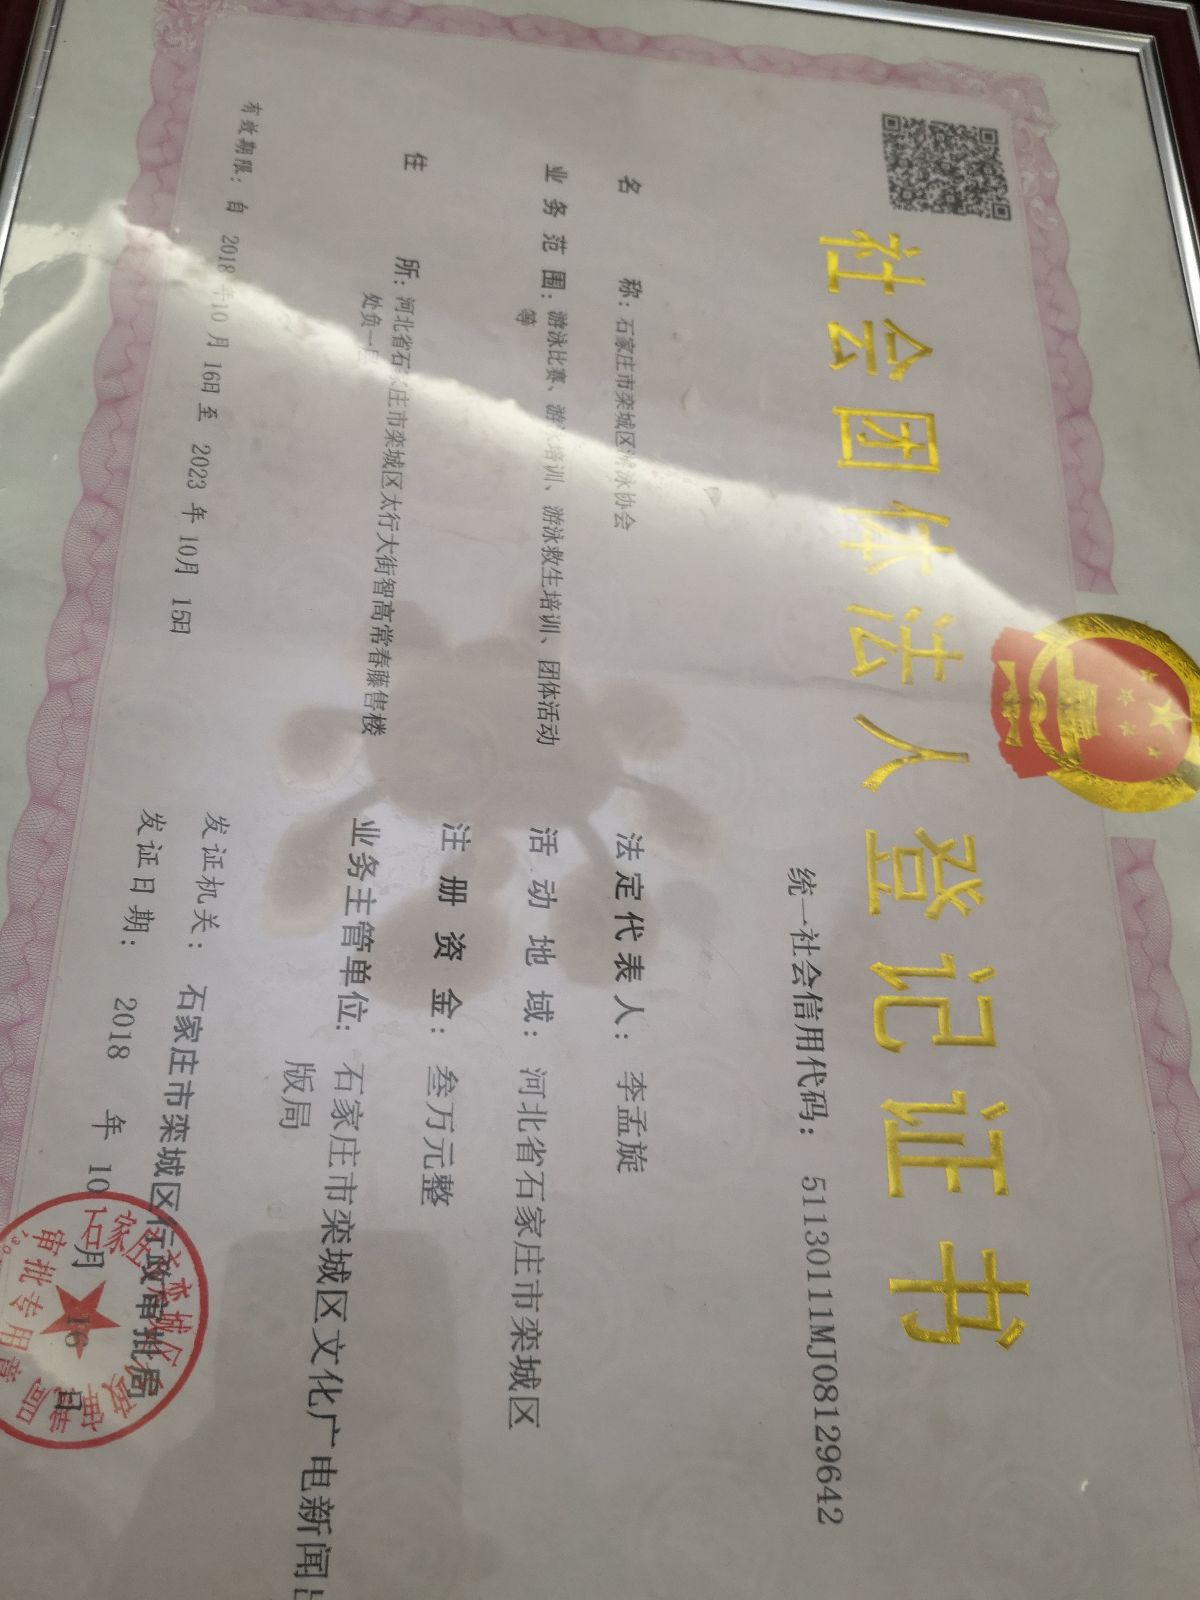 社会团体法人登记证书
统一社会信用代码： 51130111MJ08129642
名 称：石家庄市栾城区游泳协会
业务范围：游泳比赛、游泳培训、游泳救生培训、团体活动
等
住 所：河北省石家庄市栾城区太行大街智高常春藤售楼
处负一层
有效期限：自 2018 年10 月 16日 至 2023 年 10月 15日
法定代表人：李孟旋
活动地域：河北省石家庄市栾城区
注册资金：叁万元整
业务主管单位：石家庄市栾城区文化广电新闻出
版局
发证机关：石家庄市栾城区行政审批局
发证日期： 2018 年 10 月 16 日
审批专用章